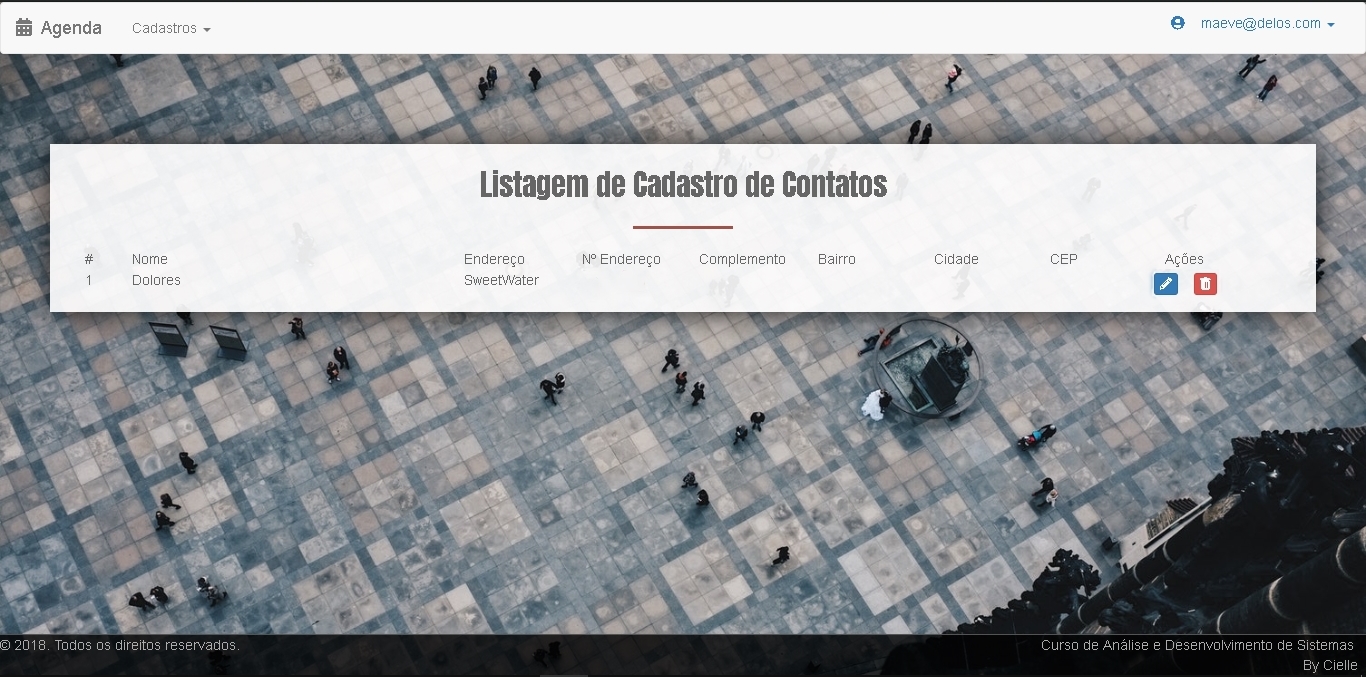 Agenda Cadastros maeve@delos.com
Listagem de Cadastro de Contatos
# Nome Endereço Nº Endereço Complemento Bairro Cidade CEP Ações
1 Dolores SweetWater
© 2018. Todos os direitos reservados. Curso de Análise e Desenvolvimento de Sistemas
By Cielle